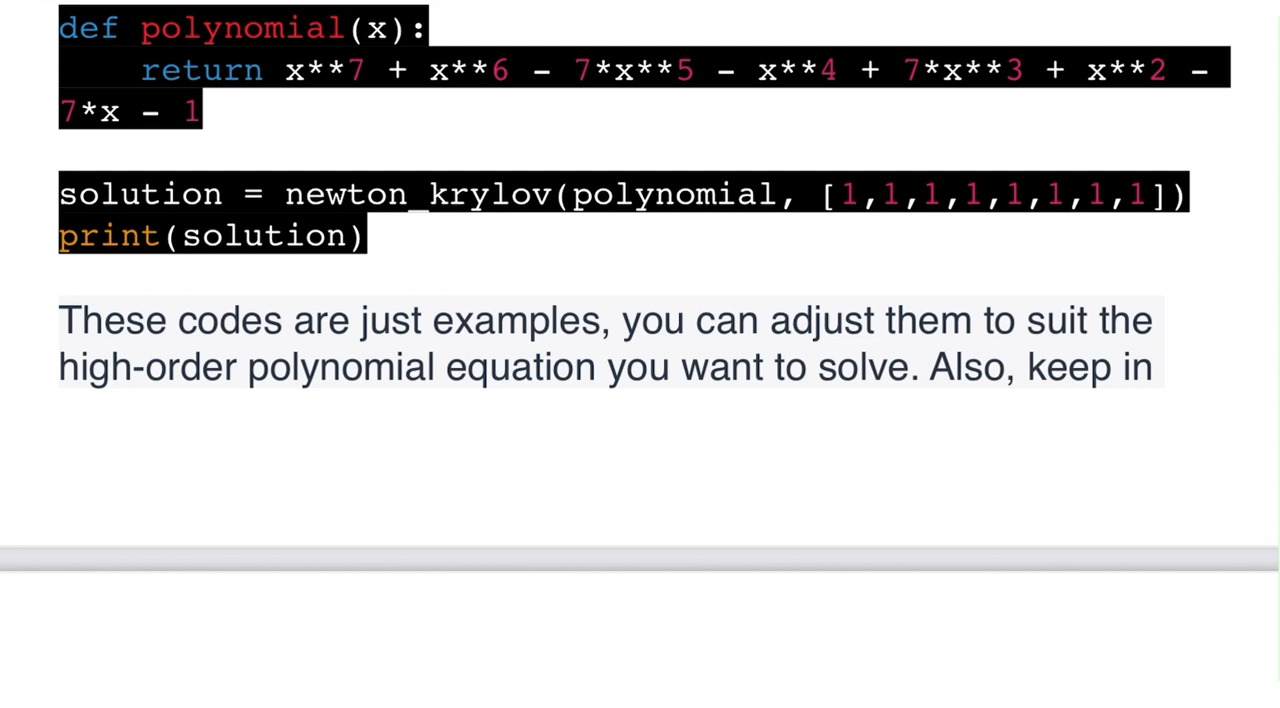 def polynomial(x):
    return x**7 + x**6 - 7*x**5 - x**4 + 7*x**3 + x**2 -
7*x - 1
solution = newton_krylov(polynomial, [1,1,1,1,1,1,1,1])
print(solution)
These codes are just examples, you can adjust them to suit the
high-order polynomial equation you want to solve. Also, keep in